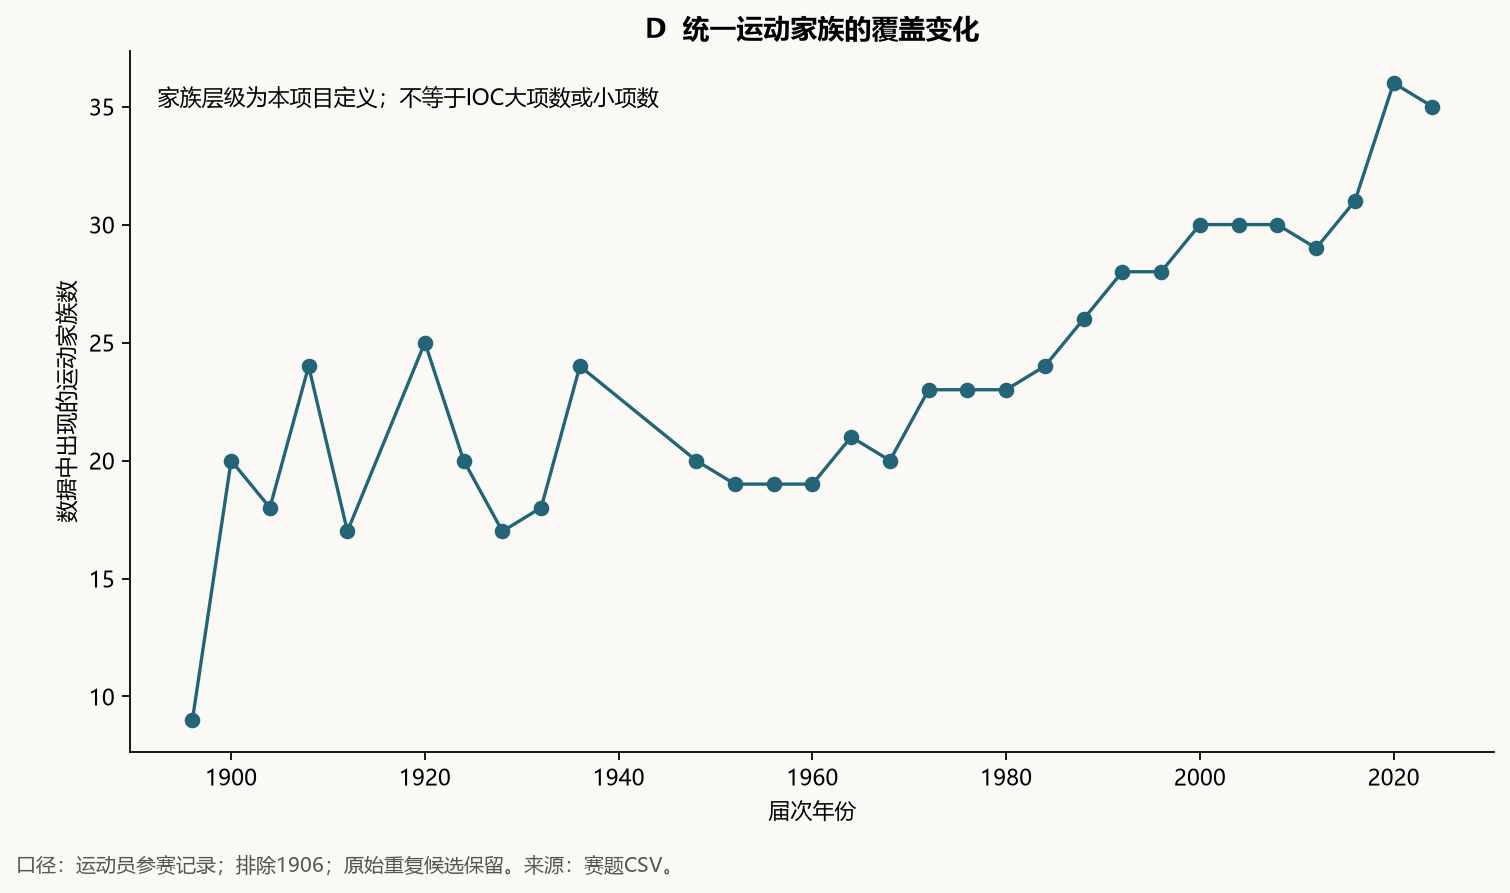 D 统一运动家族的覆盖变化
家族层级为本项目定义；不等于IOC大项数或小项数
数据中出现的运动家族数
35
30
25
20
15
10
1900 1920 1940 1960 1980 2000 2020
届次年份
口径：运动员参赛记录；排除1906；原始重复候选保留。来源：赛题CSV。